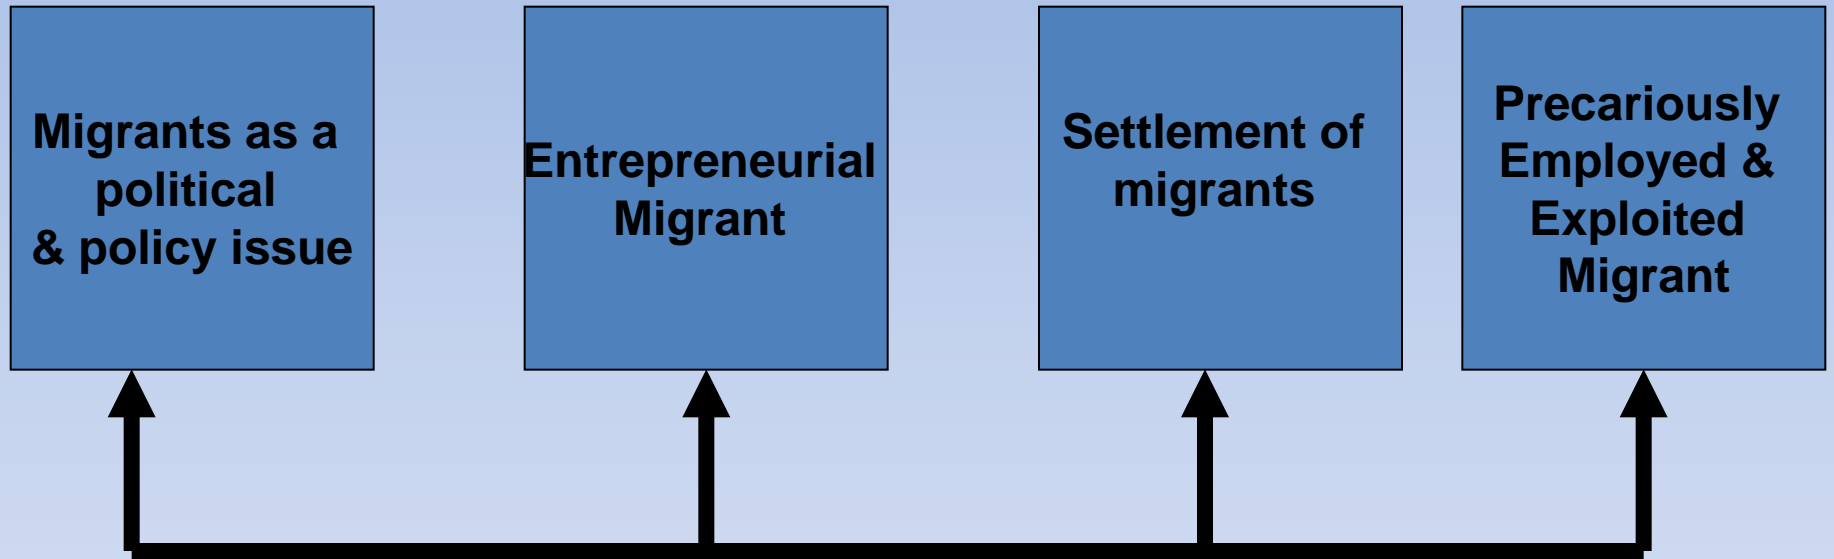 Migrants as a
political
& policy issue
Entrepreneurial
Migrant
Settlement of
migrants
Precariously
Employed &
Exploited
Migrant